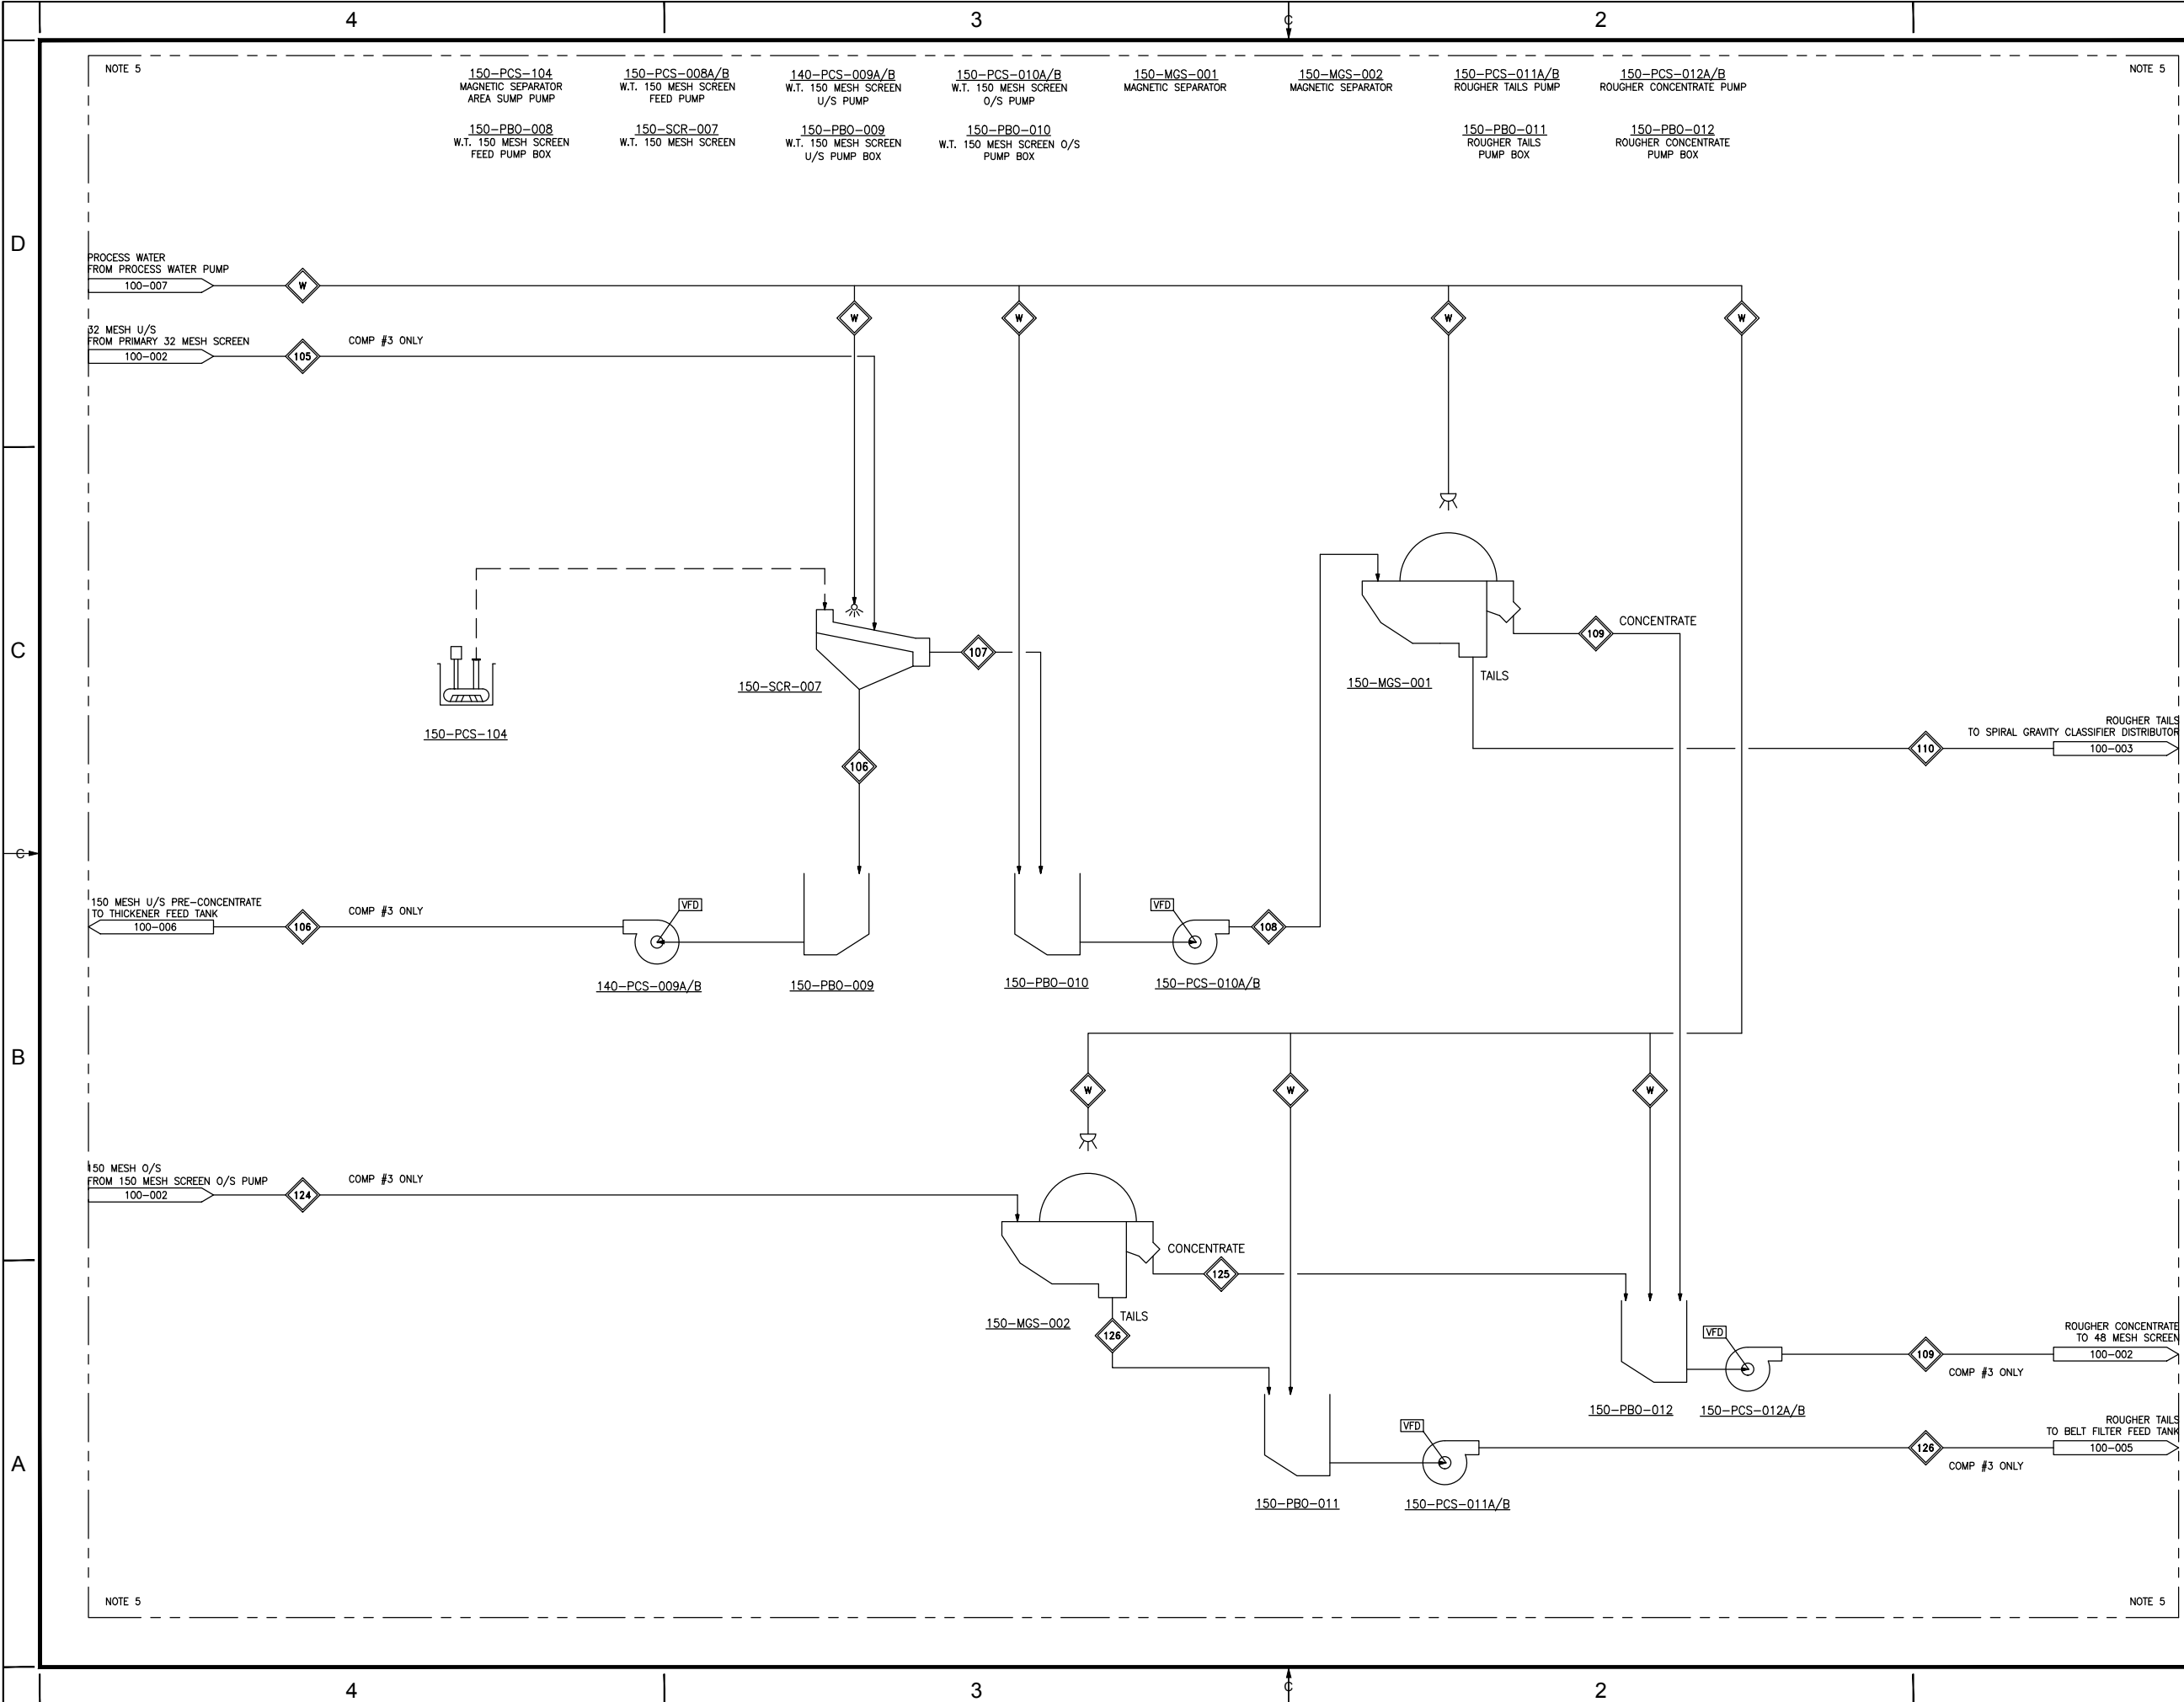 4
3
C
2
NOTE 5
NOTE 5
150-PCS-104
MAGNETIC SEPARATOR
AREA SUMP PUMP
150-PCS-008A/B
W.T. 150 MESH SCREEN
FEED PUMP
140-PCS-009A/B
W.T. 150 MESH SCREEN
U/S PUMP
150-PCS-010A/B
W.T. 150 MESH SCREEN
O/S PUMP
150-MGS-001
MAGNETIC SEPARATOR
150-MGS-002
MAGNETIC SEPARATOR
150-PCS-011A/B
ROUGHER TAILS PUMP
150-PCS-012A/B
ROUGHER CONCENTRATE PUMP
150-PBO-008
W.T. 150 MESH SCREEN
FEED PUMP BOX
150-SCR-007
W.T. 150 MESH SCREEN
150-PBO-009
W.T. 150 MESH SCREEN
U/S PUMP BOX
150-PBO-010
W.T. 150 MESH SCREEN O/S
PUMP BOX
150-PBO-011
ROUGHER TAILS
PUMP BOX
150-PBO-012
ROUGHER CONCENTRATE
PUMP BOX
D
PROCESS WATER
FROM PROCESS WATER PUMP
100-007
W
W
W
W
W
32 MESH U/S
FROM PRIMARY 32 MESH SCREEN
100-002
105
COMP #3 ONLY
C
107
109
CONCENTRATE
TAILS
150-SCR-007
150-MGS-001
150-PCS-104
106
110
ROUGHER TAILS
TO SPIRAL GRAVITY CLASSIFIER DISTRIBUTOR
100-003
C
150 MESH U/S PRE-CONCENTRATE
TO THICKENER FEED TANK
100-006
106
COMP #3 ONLY
VFD
VFD
108
140-PCS-009A/B
150-PBO-009
150-PBO-010
150-PCS-010A/B
B
W
W
W
150 MESH O/S
FROM 150 MESH SCREEN O/S PUMP
100-002
124
COMP #3 ONLY
CONCENTRATE
125
150-MGS-002
TAILS
126
VFD
109
ROUGHER CONCENTRATE
TO 48 MESH SCREEN
100-002
COMP #3 ONLY
150-PBO-012
150-PCS-012A/B
A
VFD
126
ROUGHER TAILS
TO BELT FILTER FEED TANK
100-005
COMP #3 ONLY
150-PBO-011
150-PCS-011A/B
NOTE 5
NOTE 5
4
3
C
2